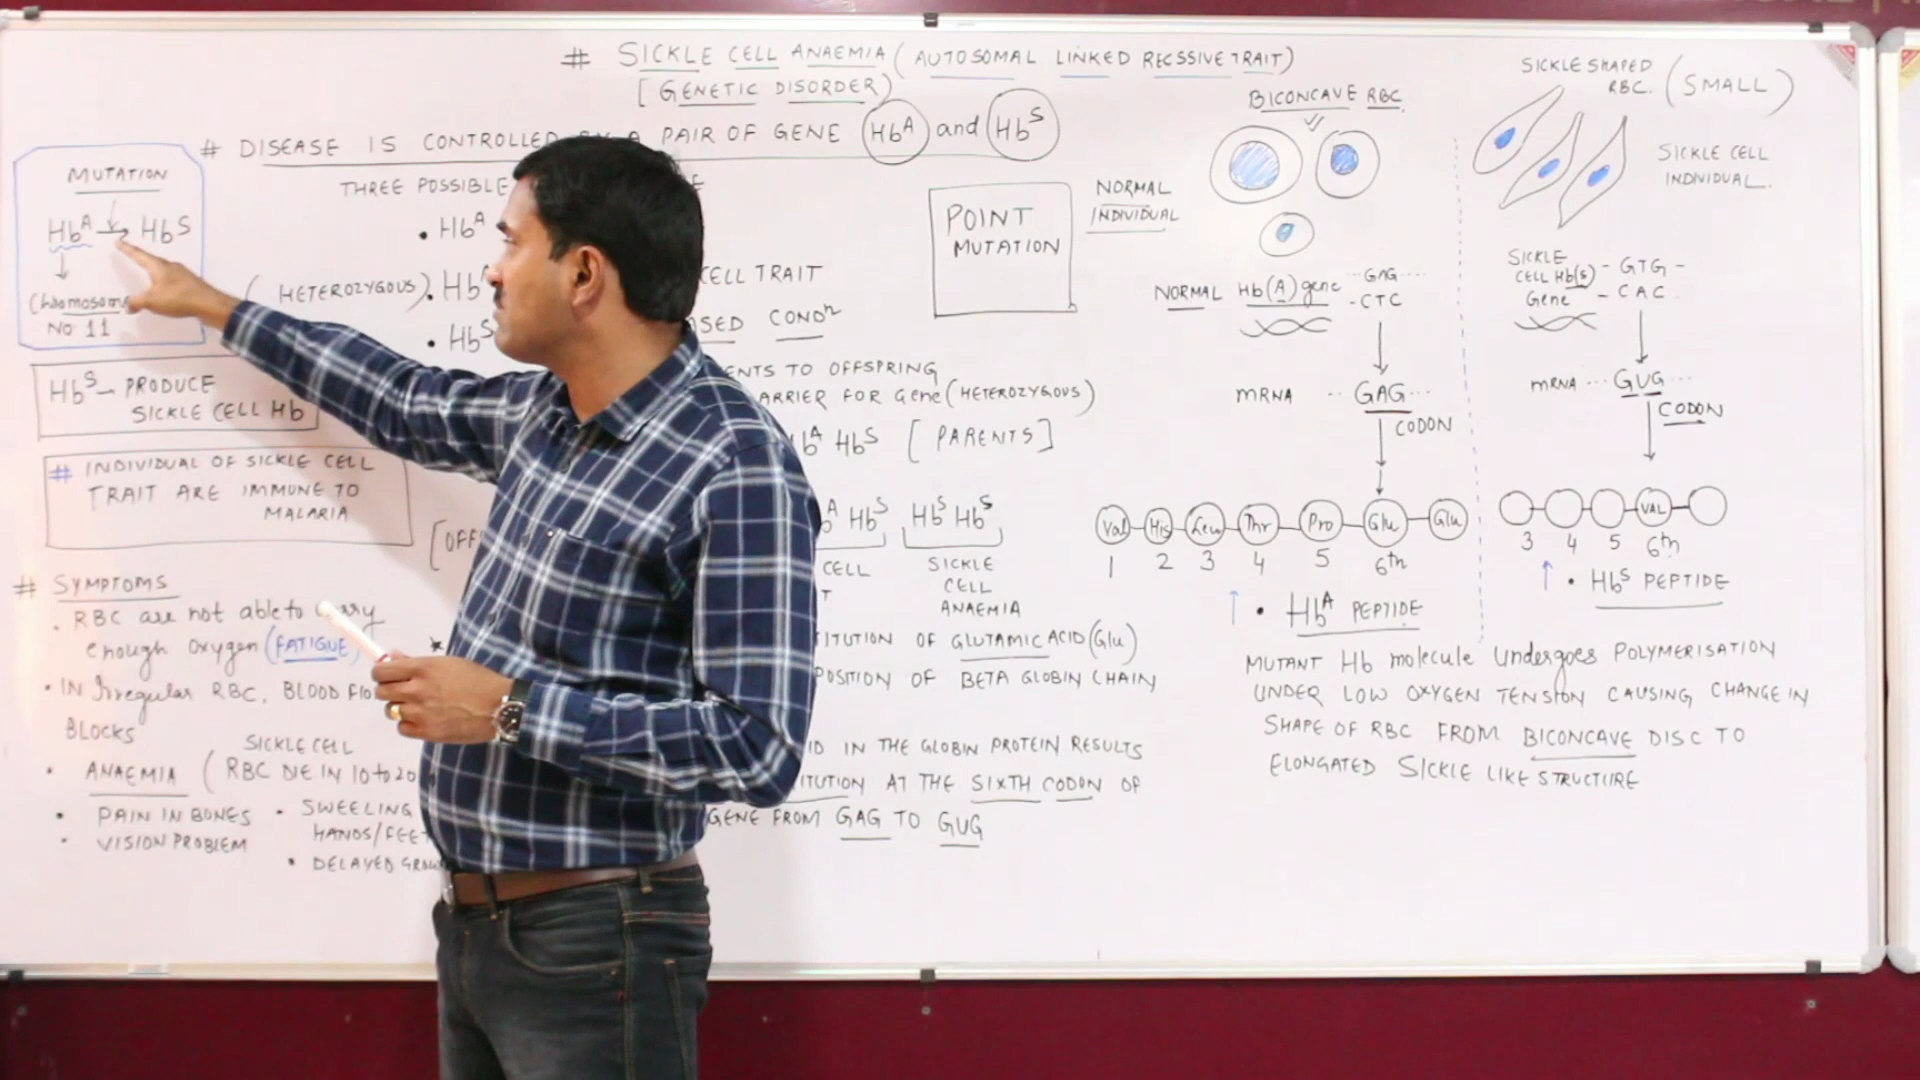 # SICKLE CELL ANAEMIA (AUTOSOMAL LINKED RECSSIVE TRAIT)
[GENETIC DISORDER)
# DISEASE IS CONTROLLED A PAIR OF GENE HbA and HbS
THREE POSSIBLE
• HbA
(HETEROZYGOUS). Hb CELL TRAIT
• HbS CONDn
MUTATION
HbA → HbS
Chromosome
NO 11
HbS - PRODUCE
SICKLE CELL Hb
# INDIVIDUAL OF SICKLE CELL
TRAIT ARE IMMUNE TO
MALARIA
# SYMPTOMS
. RBC are not able to carry
enough oxygen (FATIGUE)
• IN Irregular RBC, BLOOD
BLOCKS
SICKLE CELL
• ANAEMIA (RBC DIE IN 10 to 20
• PAIN IN BONES
• VISION PROBLEM
• SWEELING
HANDS/FEET
• DELAYED
TO OFFSPRING
FOR Gene (HETEROZYGOUS)
HbS [PARENTS]
HbS HbS HbS
CELL
SICKLE
CELL
ANAEMIA
OF GLUTAMIC ACID (Glu)
OF BETA GLOBIN CHAIN
IN THE GLOBIN PROTEIN RESULTS
AT THE SIXTH CODON OF
GENE FROM GAG TO GUG
POINT
MUTATION
BICONCAVE RBC
NORMAL
INDIVIDUAL
NORMAL Hb(A) gene
--GAG----
-CTC
mRNA -- GAG--
CODON
Val His Leu Thr Pro Glu Glu
1 2 3 4 5 6th
↑ • HbA PEPTIDE
SICKLE SHAPED
RBC. (SMALL)
SICKLE CELL
INDIVIDUAL.
SICKLE
CELL Hb(s)
Gene
- GTG -
- CAC
mRNA --- GUG --
CODON
VAL
3 4 5 6th
↑ • HbS PEPTIDE
MUTANT Hb molecule Undergoes POLYMERISATION
UNDER LOW OXYGEN TENSION CAUSING CHANGE IN
SHAPE OF RBC FROM BICONCAVE DISC TO
ELONGATED SICKLE LIKE STRUCTURE